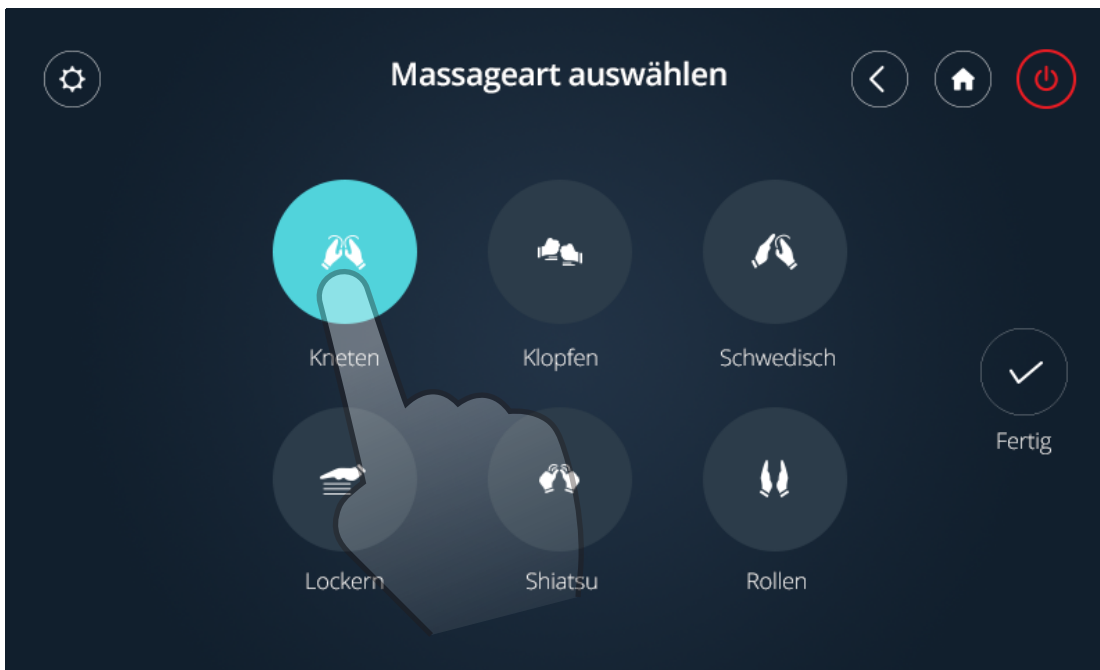 Massageart auswählen
Kneten
Klopfen
Schwedisch
Fertig
Lockern
Shiatsu
Rollen